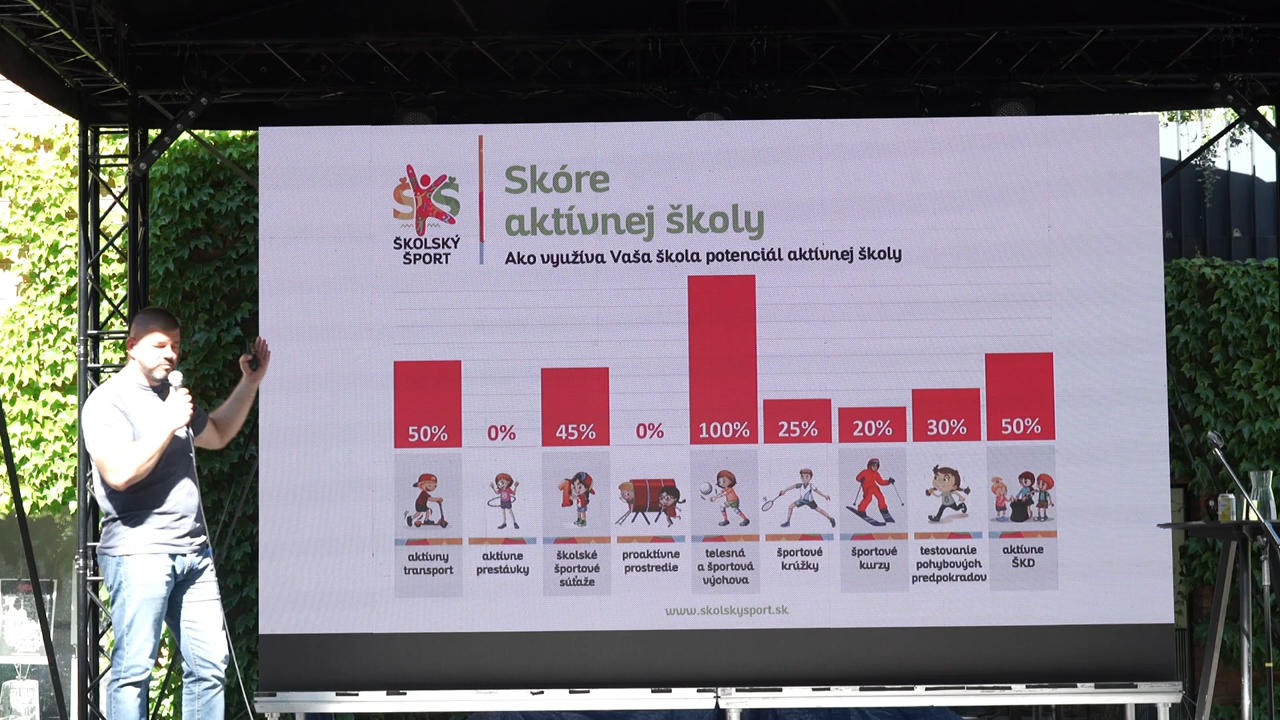 ŠŠ
ŠKOLSKÝ
ŠPORT
Skóre
aktívnej školy
Ako využíva Vaša škola potenciál aktívnej školy
50%
0%
45%
0%
100%
25%
20%
30%
50%
aktívny
transport
aktívne
prestávky
školské
športové
súťaže
proaktívne
prostredie
telesná
a športová
výchova
športové
krúžky
športové
kurzy
testovanie
pohybových
predpokladov
aktívne
ŠKD
www.skolskysport.sk